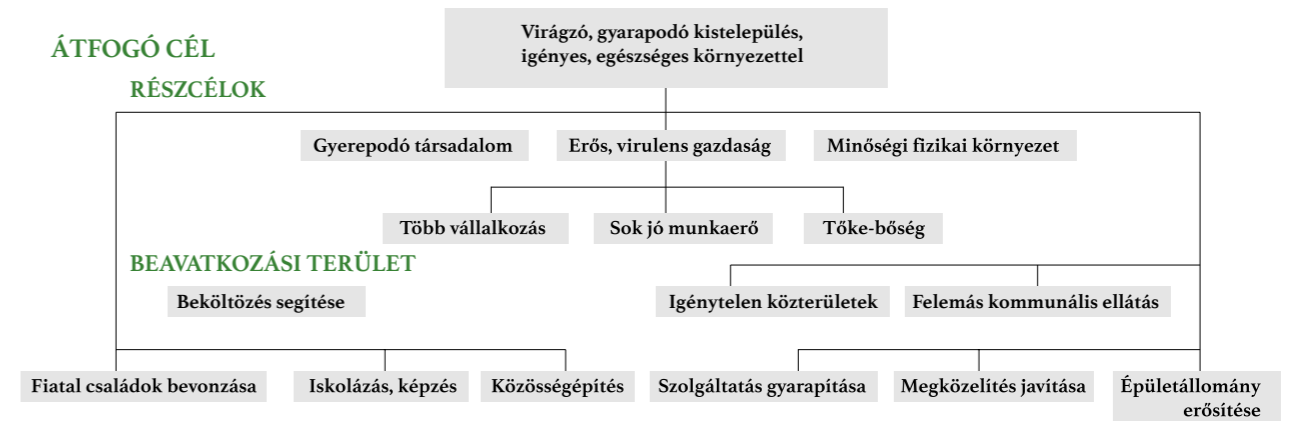 Virágzó, gyarapodó kistelepülés,
igényes, egészséges környezettel
ÁTFOGÓ CÉL
RÉSZCÉLOK
Gyerepodó társadalom
Erős, virulens gazdaság
Minőségi fizikai környezet
Több vállalkozás
Sok jó munkaerő
Tőke-bőség
BEAVATKOZÁSI TERÜLET
Beköltözés segítése
Igénytelen közterületek
Felemás kommunális ellátás
Fiatal családok bevonzása
Iskolázás, képzés
Közösségépítés
Szolgáltatás gyarapítása
Megközelítés javítása
Épületállomány
erősítése